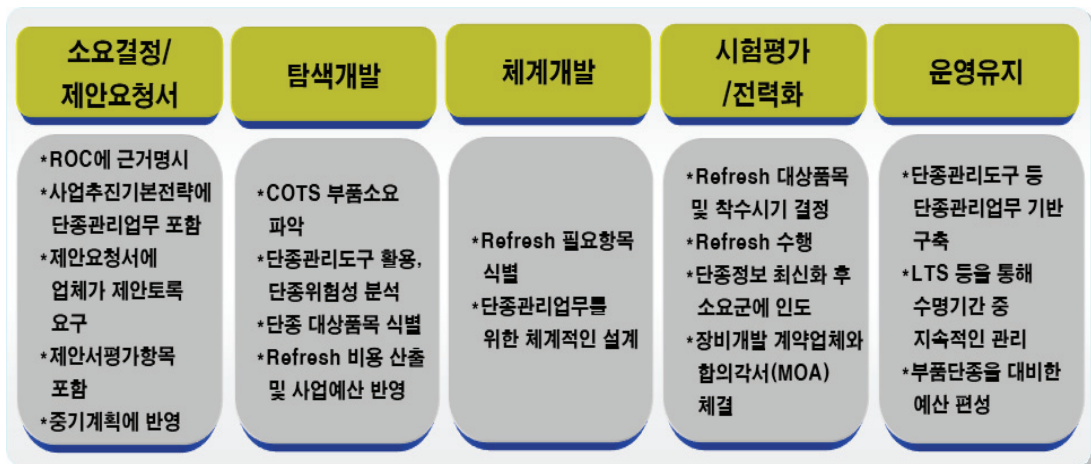 소요결정/
제안요청서
*ROC에 근거명시
*사업추진기본전략에
단종관리업무 포함
*제안요청서에
업체가 제안토록
요구
*제안서평가항목
포함
*중기계획에 반영
탐색개발
*COTS 부품소요
파악
*단종관리도구 활용,
단종위험성 분석
*단종 대상품목 식별
*Refresh 비용 산출
및 사업예산 반영
체계개발
*Refresh 필요항목
식별
*단종관리업무를
위한 체계적인 설계
시험평가
/전력화
*Refresh 대상품목
및 착수시기 결정
*Refresh 수행
*단종정보 최신화 후
소요군에 인도
*장비개발 계약업체와
합의각서(MOA)
체결
운영유지
*단종관리도구 등
단종관리업무 기반
구축
*LTS 등을 통해
수명기간 중
지속적인 관리
*부품단종을 대비한
예산 편성